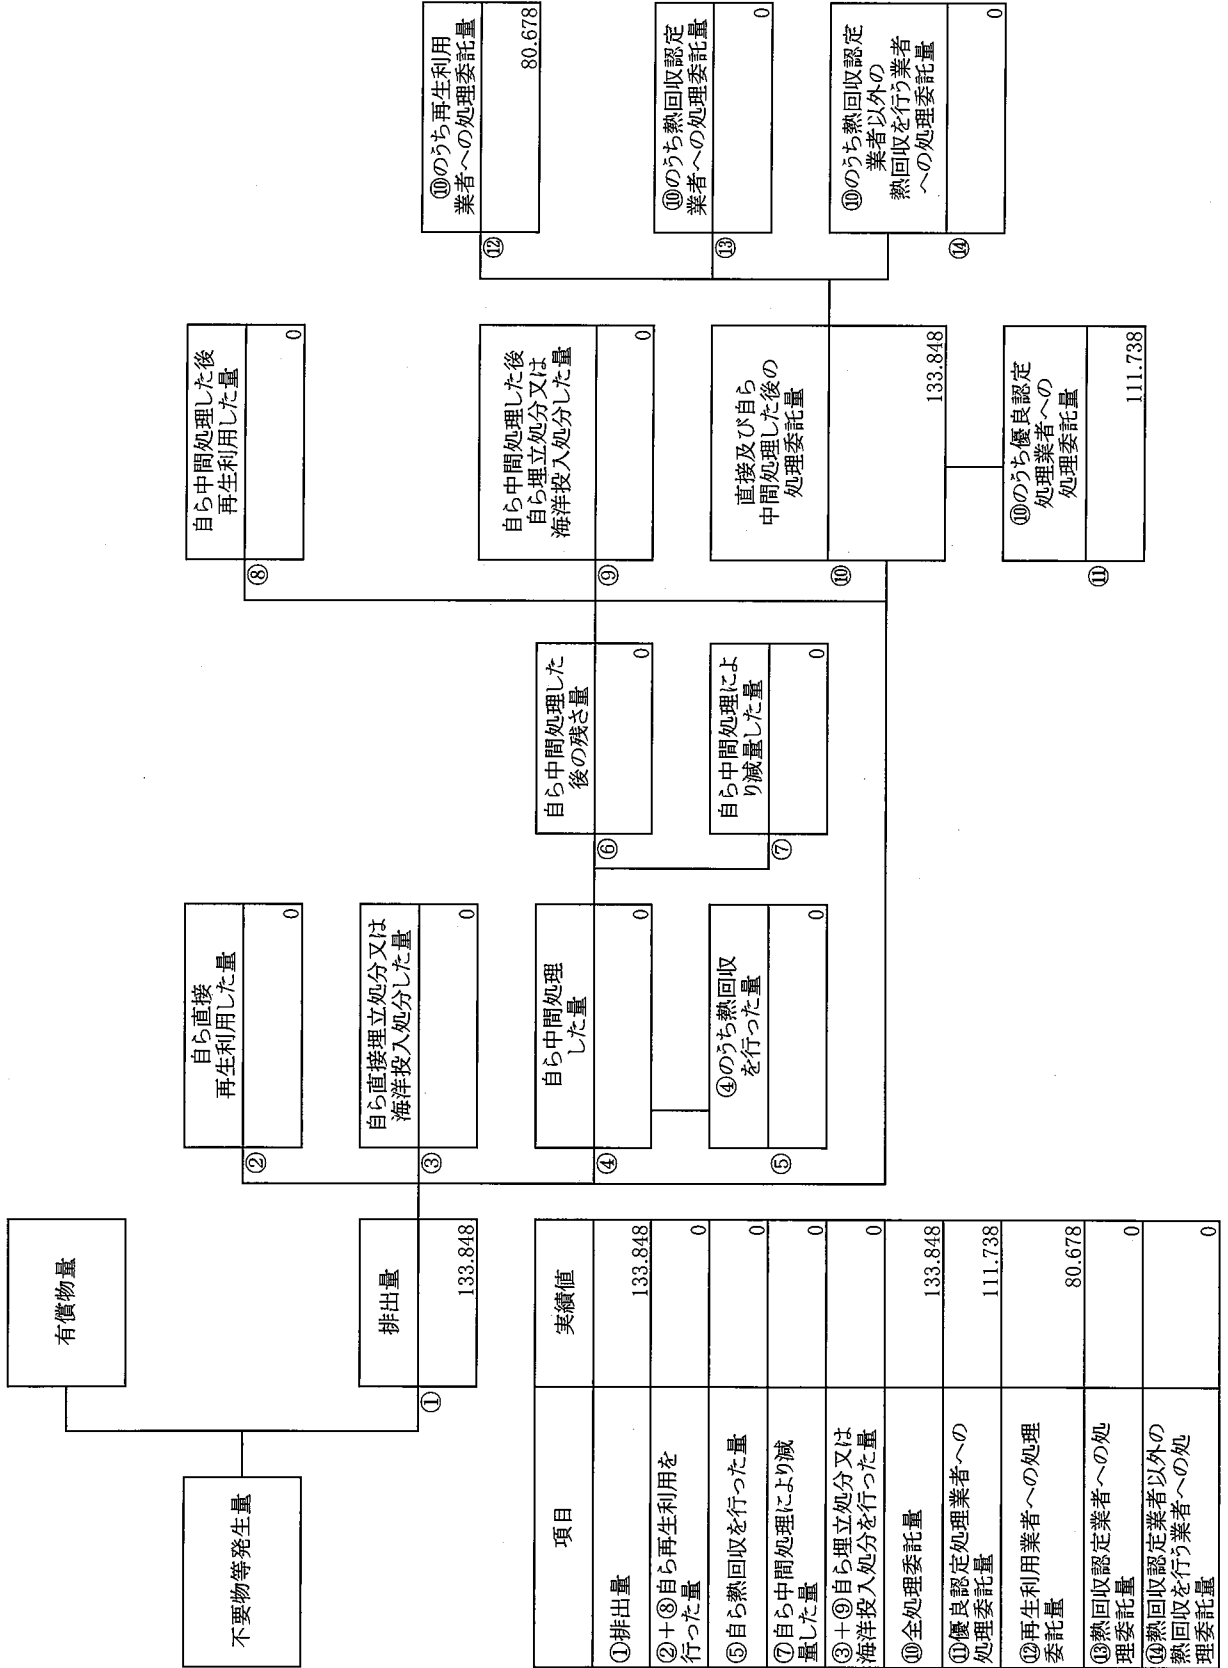 不要物等発生量
有償物量
排出量
①
133.848
自ら直接
再生利用した量
②
0
自ら直接埋立処分又は
海洋投入処分した量
③
0
自ら中間処理
した量
④
0
④のうち熱回収
を行った量
⑤
0
自ら中間処理した
後の残さ量
⑥
0
自ら中間処理によ
り減量した量
⑦
0
自ら中間処理した後
再生利用した量
⑧
0
自ら中間処理した後
自ら埋立処分又は
海洋投入処分した量
⑨
0
直接及び自ら
中間処理した後の
処理委託量
⑩
133.848
⑩のうち優良認定
処理業者への
処理委託量
⑪
111.738
⑩のうち再生利用
業者への処理委託量
⑫
80.678
⑩のうち熱回収認定
業者への処理委託量
⑬
0
⑩のうち熱回収認定
業者以外の
熱回収を行う業者
への処理委託量
⑭
0
項目
実績値
①排出量
133.848
②+⑧自ら再生利用を
行った量
0
⑤自ら熱回収を行った量
0
⑦自ら中間処理により減
量した量
0
③+⑨自ら埋立処分又は
海洋投入処分を行った量
0
⑩全処理委託量
133.848
⑪優良認定処理業者への
処理委託量
111.738
⑫再生利用業者への処理
委託量
80.678
⑬熱回収認定業者への処
理委託量
0
⑭熱回収認定業者以外の
熱回収を行う業者への処
理委託量
0